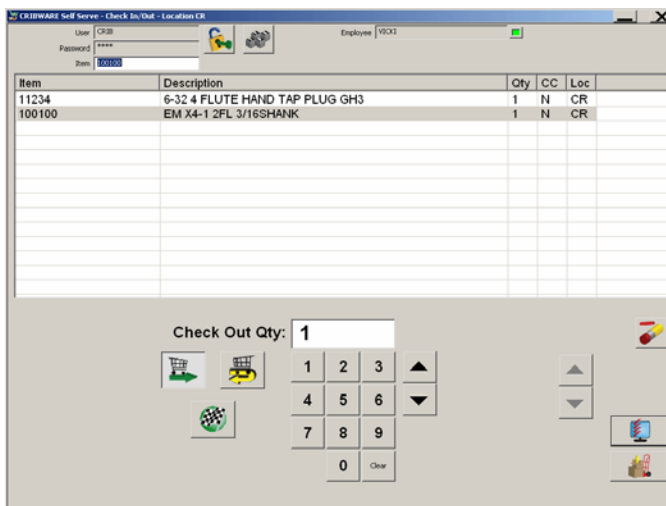 CRIBWARE Self Serve - Check In/Out - Location CR
User CRIB
Employee VICKI
Password ****
Item 100100
Item Description Qty CC Loc
11234 6-32 4 FLUTE HAND TAP PLUG GH3 1 N CR
100100 EM X4-1 2FL 3/16SHANK 1 N CR
Check Out Qty: 1
1 2 3
4 5 6
7 8 9
0 Clear